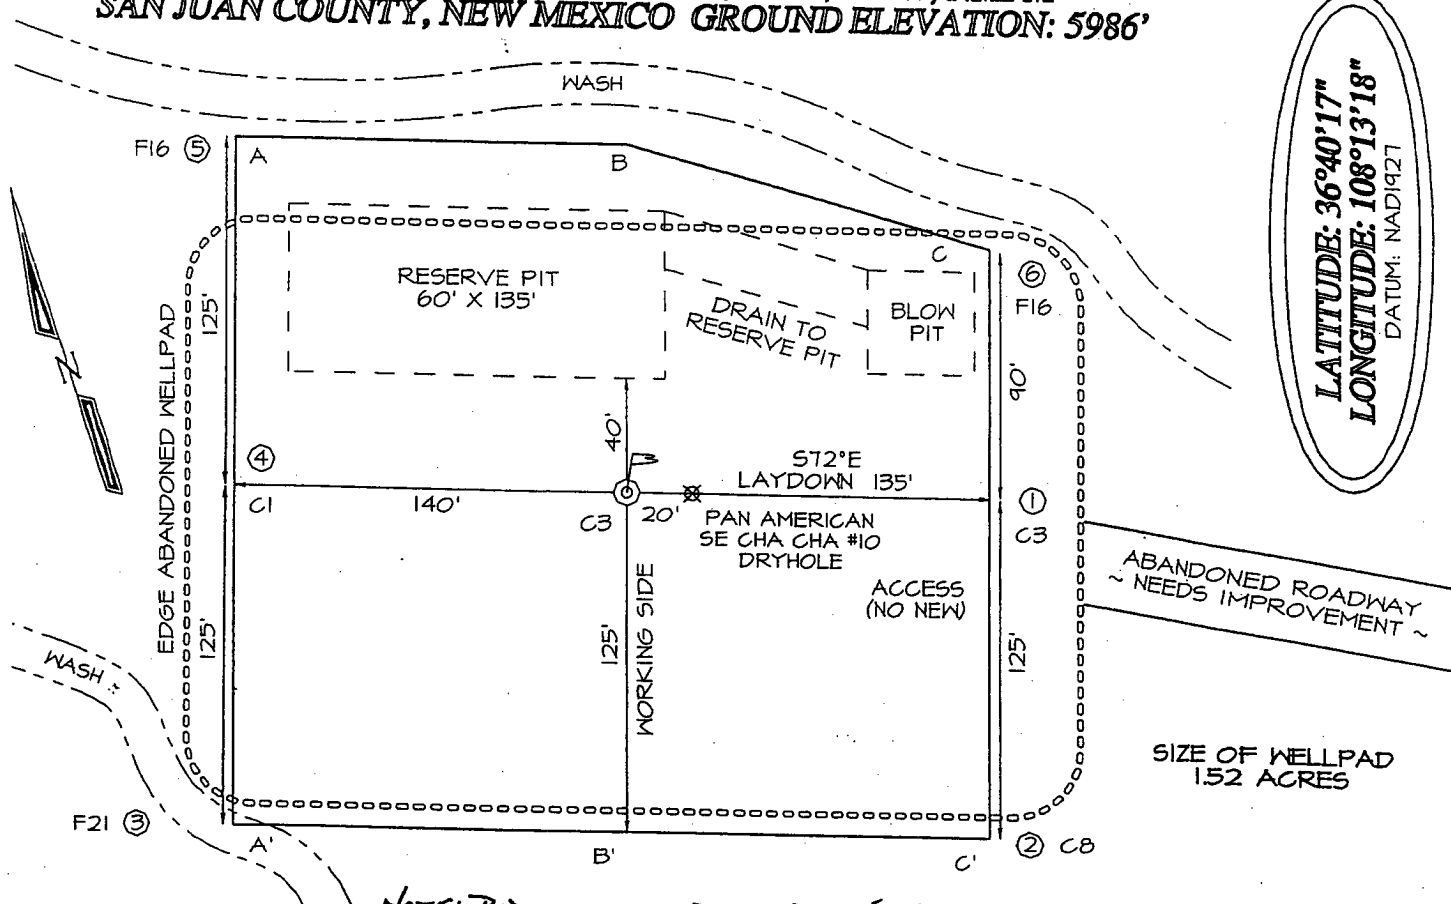 SAN JUAN COUNTY, NEW MEXICO GROUND ELEVATION: 5986'
LATITUDE: 36°40'17"
LONGITUDE: 108°13'18"
DATUM: NAD1927
WASH
F16 5
A
B
C
6
F16
RESERVE PIT
60' X 135'
DRAIN TO
RESERVE PIT
BLOW
PIT
EDGE ABANDONED WELLPAD
125'
90'
N
40'
4
C1
140'
C3
20'
S72°E
LAYDOWN 135'
1
C3
PAN AMERICAN
SE CHA CHA #10
DRYHOLE
ACCESS
(NO NEW)
ABANDONED ROADWAY
~ NEEDS IMPROVEMENT ~
125'
125'
WORKING SIDE
125'
WASH
SIZE OF WELLPAD
1.52 ACRES
F21 3
A'
B'
C'
2 C8